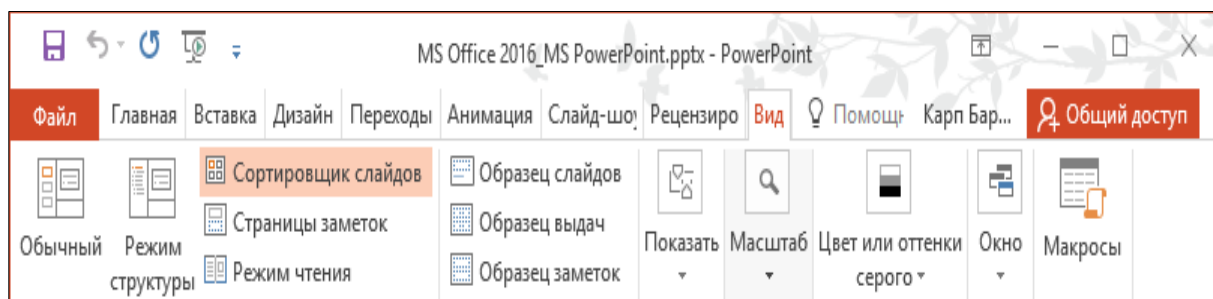 MS Office 2016_MS PowerPoint.pptx - PowerPoint
Файл Главная Вставка Дизайн Переходы Анимация Слайд-шоу Рецензиро Вид Помощн Карп Бар... Общий доступ
Обычный
Режим структуры
Сортировщик слайдов
Страницы заметок
Режим чтения
Образец слайдов
Образец выдач
Образец заметок
Показать
Масштаб
Цвет или оттенки серого
Окно
Макросы